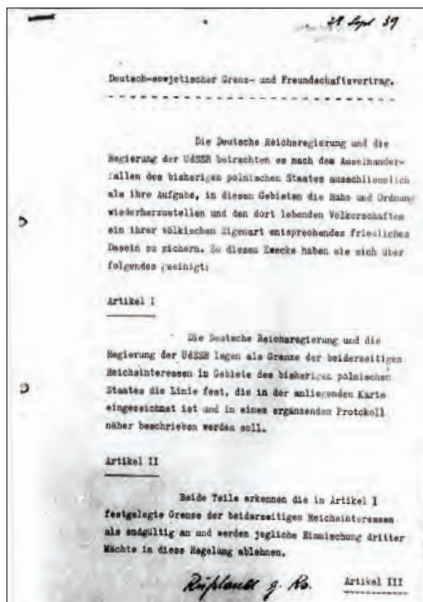 28 Sept 39
Deutsch-sowjetischer Grenz- und Freundschaftsvertrag.
Die Deutsche Reichsregierung und die
Regierung der UdSSR betrachten es nach dem Auseinander-
fallen des bisherigen polnischen Staates ausschliesslich
als ihre Aufgabe, in diesen Gebieten die Ruhe und Ordnung
wiederherzustellen und den dort lebenden Völkerschaften
ein ihrer völkischen Eigenart entsprechendes friedliches
Dasein zu sichern. Zu diesem Zwecke haben sie sich über
folgendes geeinigt:
Artikel I
Die Deutsche Reichsregierung und die
Regierung der UdSSR legen als Grenze der beiderseitigen
Reichsinteressen im Gebiete des bisherigen polnischen
Staates die Linie fest, die in der anliegenden Karte
eingezeichnet ist und in einem ergänzenden Protokoll
näher beschrieben werden soll.
Artikel II
Beide Teile erkennen die in Artikel I
festgelegte Grenze der beiderseitigen Reichsinteressen
als endgültig an und werden jegliche Einmischung dritter
Mächte in diese Regelung ablehnen.
Artikel III